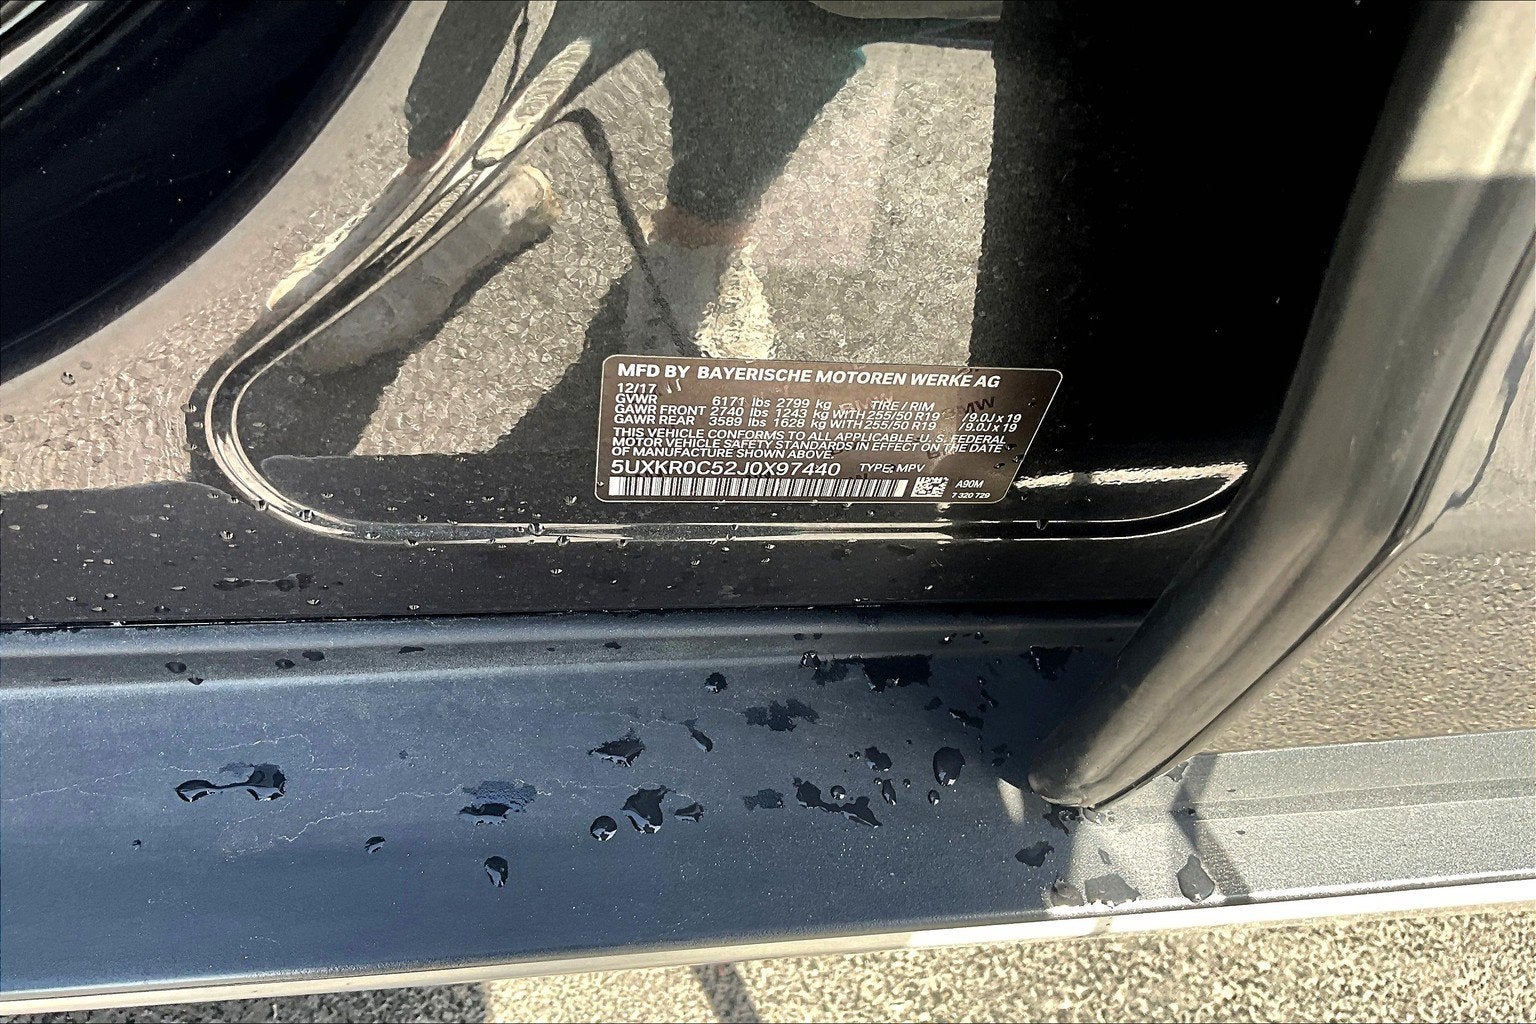 MFD BY BAYERISCHE MOTOREN WERKE AG
12/17
GVWR 6171 lbs 2799 kg TIRE / RIM
GAWR FRONT 2740 lbs 1243 kg WITH 255/50 R19 /9.0J x 19
GAWR REAR 3589 lbs 1628 kg WITH 255/50 R19 /9.0J x 19
THIS VEHICLE CONFORMS TO ALL APPLICABLE U. S. FEDERAL
MOTOR VEHICLE SAFETY STANDARDS IN EFFECT ON THE DATE
OF MANUFACTURE SHOWN ABOVE.
5UXKR0C52J0X97440 TYPE: MPV
A90M
7 320 729